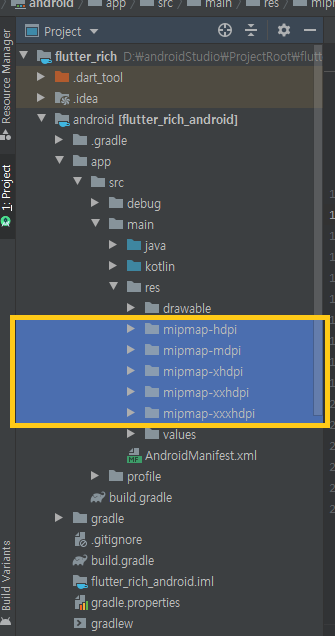 android app src main res
Project
flutter_rich D:\androidStudio\ProjectRoot\flutt
.dart_tool
.idea
android [flutter_rich_android]
.gradle
app
src
debug
main
java
kotlin
res
drawable
mipmap-hdpi
mipmap-mdpi
mipmap-xhdpi
mipmap-xxhdpi
mipmap-xxxhdpi
values
AndroidManifest.xml
profile
build.gradle
gradle
.gitignore
build.gradle
flutter_rich_android.iml
gradle.properties
gradlew
Resource Manager
1: Project
Build Variants